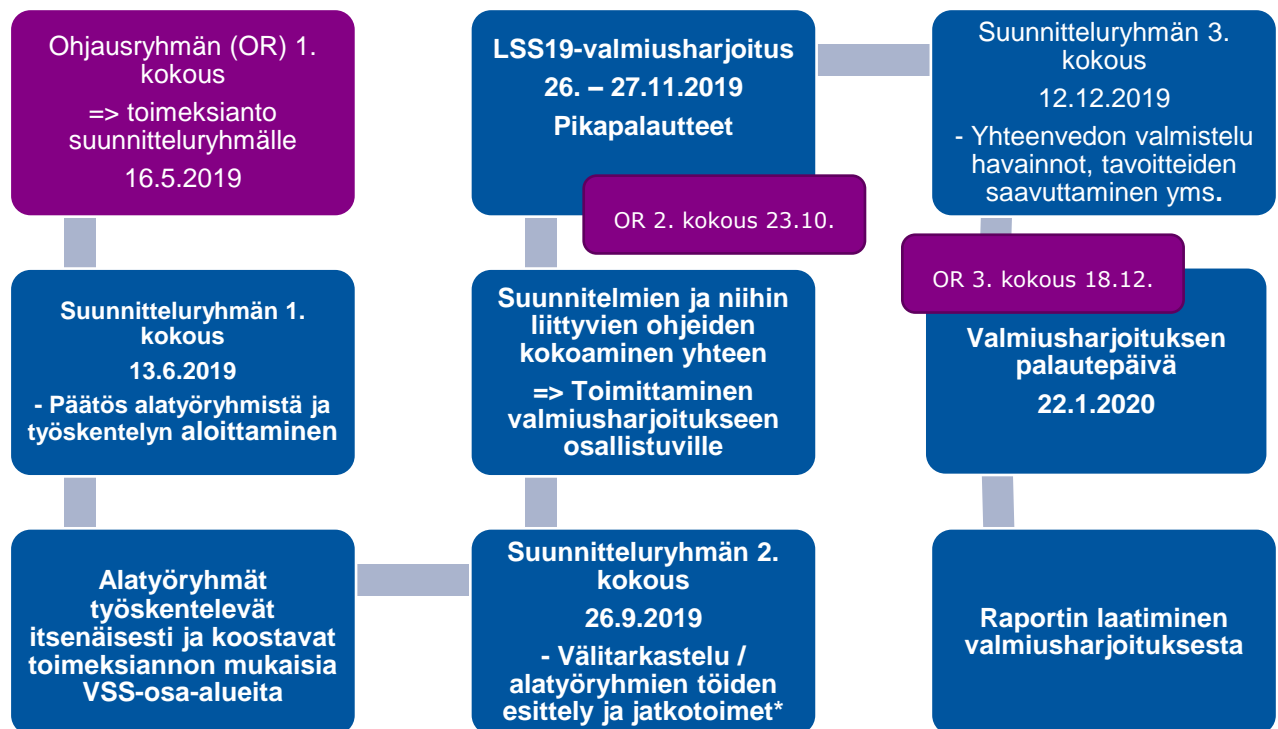 Ohjausryhmän (OR) 1.
kokous
=> toimeksianto
suunnitteluryhmälle
16.5.2019
Suunnitteluryhmän 1.
kokous
13.6.2019
- Päätös alatyöryhmistä ja
työskentelyn aloittaminen
Alatyöryhmät
työskentelevät
itsenäisesti ja koostavat
toimeksiannon mukaisia
VSS-osa-alueita
Suunnitteluryhmän 2.
kokous
26.9.2019
- Välitarkastelu /
alatyöryhmien töiden
esittely ja jatkotoimet*
Suunnitelmien ja niihin
liittyvien ohjeiden
kokoaminen yhteen
=> Toimittaminen
valmiusharjoitukseen
osallistuville
OR 2. kokous 23.10.
LSS19-valmiusharjoitus
26. – 27.11.2019
Pikapalautteet
Suunnitteluryhmän 3.
kokous
12.12.2019
- Yhteenvedon valmistelu
havainnot, tavoitteiden
saavuttaminen yms.
OR 3. kokous 18.12.
Valmiusharjoituksen
palautepäivä
22.1.2020
Raportin laatiminen
valmiusharjoituksesta